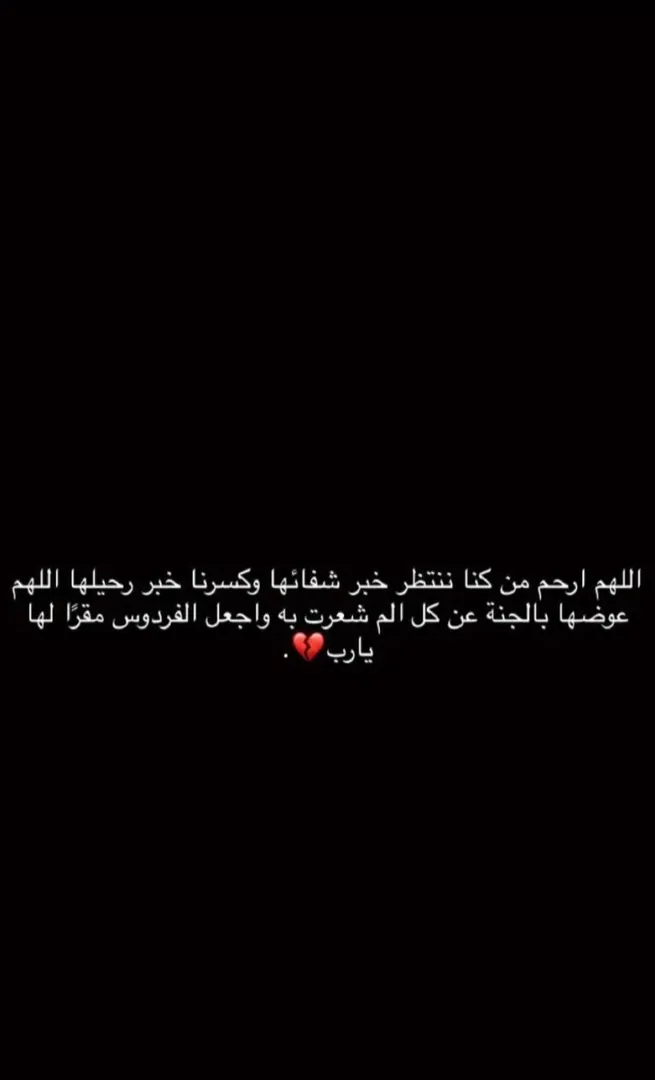 اللهم ارحم من كنا ننتظر خبر شفائها وكسرنا خبر رحيلها اللهم
عوضها بالجنة عن كل الم شعرت به واجعل الفردوس مقرًا لها
يارب💔.